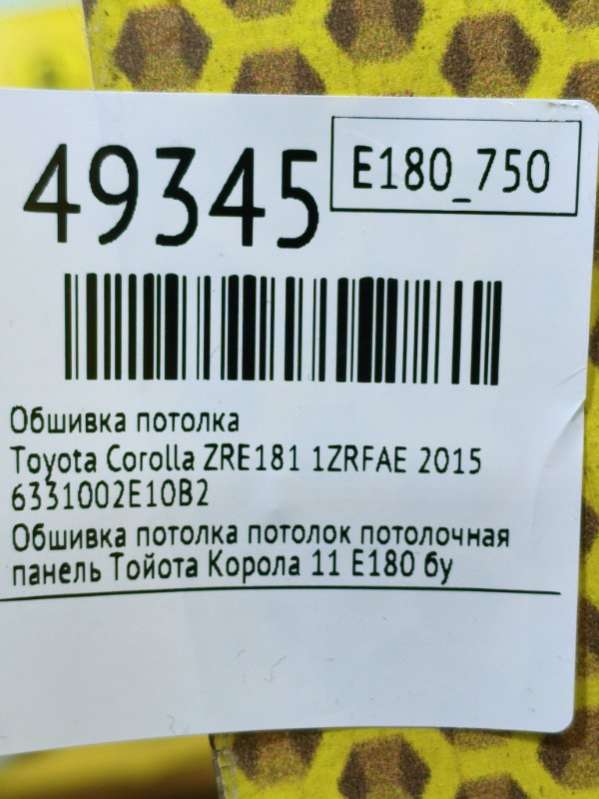 49345
E180_750
Обшивка потолка
Toyota Corolla ZRE181 1ZRFAE 2015
6331002E10B2
Обшивка потолка потолок потолочная
панель Тойота Корола 11 Е180 бу